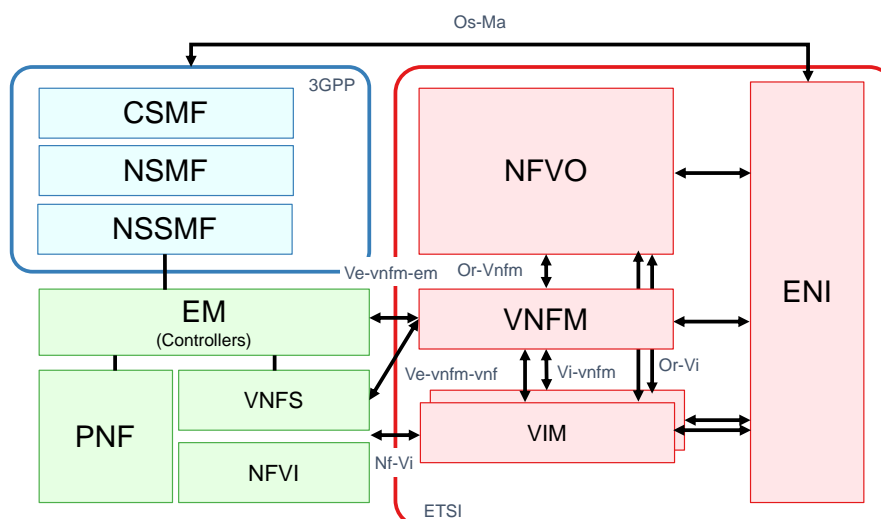 Os-Ma
3GPP
CSMF
NSMF
NSSMF
NFVO
ENI
Ve-vnfm-em
Or-Vnfm
EM
(Controllers)
VNFM
Ve-vnfm-vnf
Vi-vnfm
Or-Vi
PNF
VNFS
VIM
NFVI
Nf-Vi
ETSI